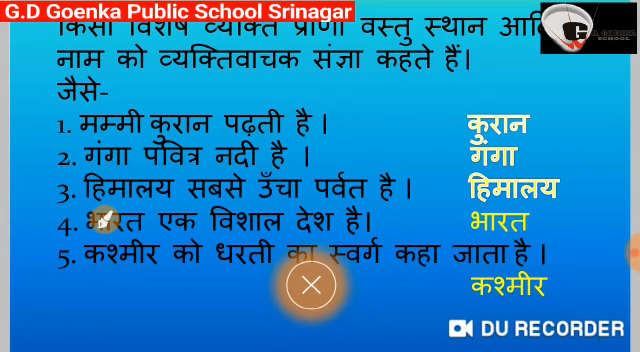 G.D Goenka Public School Srinagar
किसी विशेष व्यक्ति प्राणी वस्तु स्थान
नाम को व्यक्तिवाचक संज्ञा कहते हैं।
जैसे-
1. मम्मी कुरान पढ़ती है । कुरान
2. गंगा पवित्र नदी है । गंगा
3. हिमालय सबसे उँचा पर्वत है । हिमालय
4. भारत एक विशाल देश है। भारत
5. कश्मीर को धरती का स्वर्ग कहा जाता है ।
कश्मीर
DU RECORDER